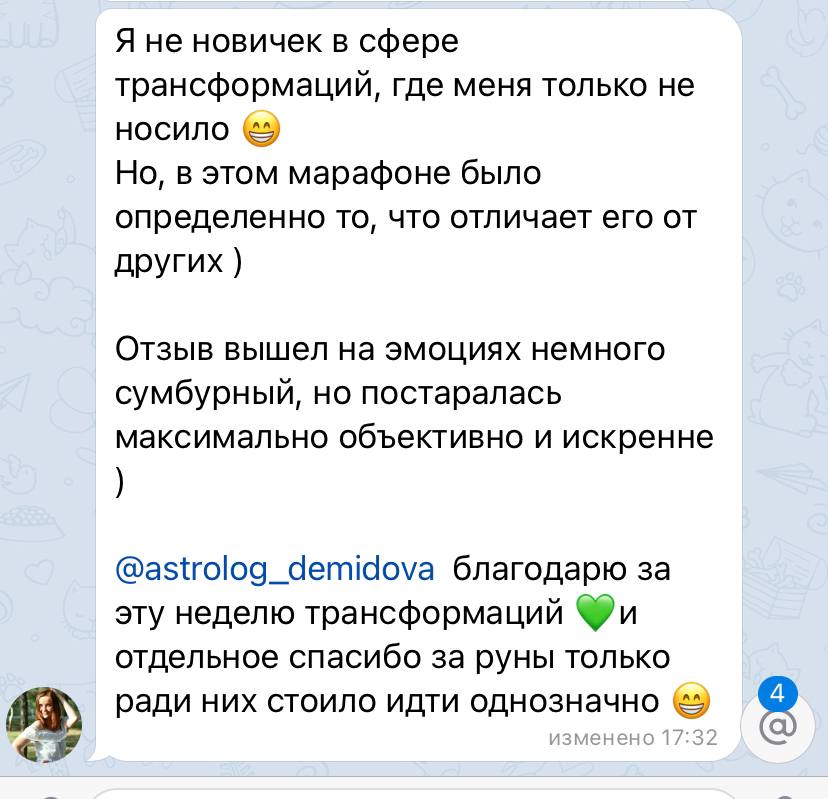 Я не новичек в сфере
трансформаций, где меня только не
носило 😁
Но, в этом марафоне было
определенно то, что отличает его от
других )
Отзыв вышел на эмоциях немного
сумбурный, но постаралась
максимально объективно и искренне
)
@astrolog_demidova благодарю за
эту неделю трансформаций 💚и
отдельное спасибо за руны только
ради них стоило идти однозначно 😁
изменено 17:32
4
@